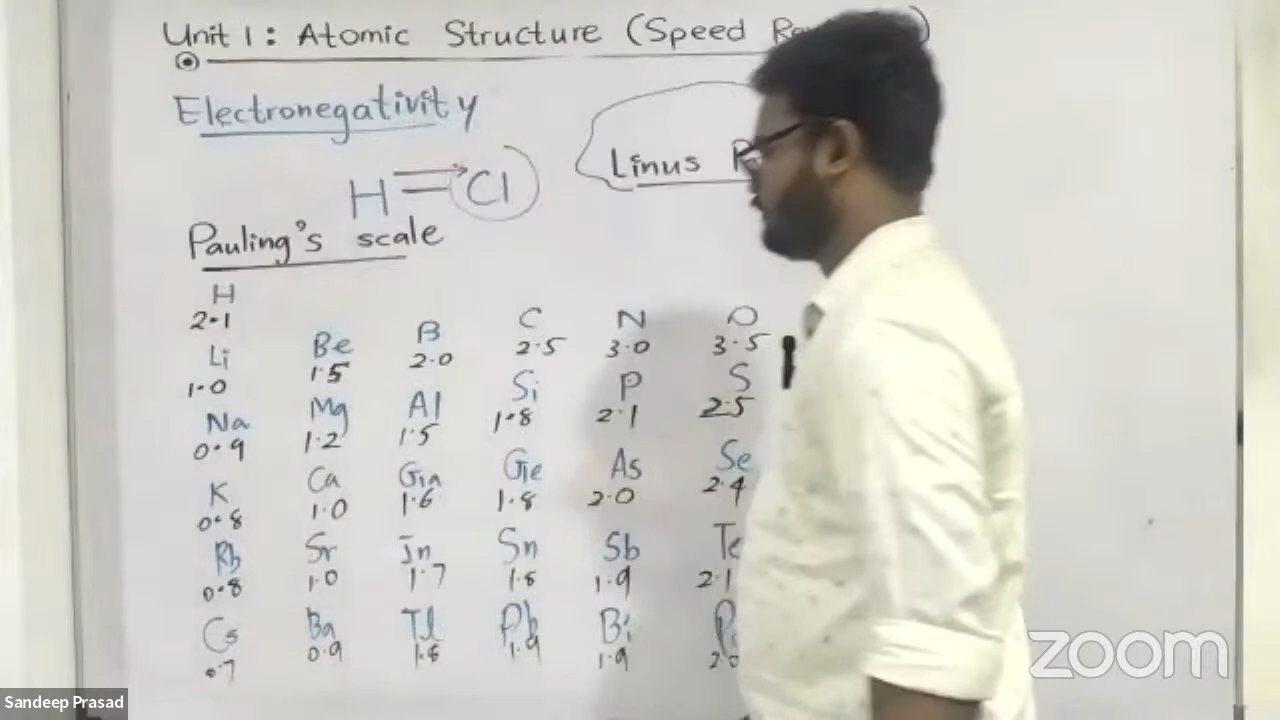 Unit 1: Atomic Structure (Speed
Electronegativity
H Cl
Linus
Pauling's scale
H
2.1
C N O
Be B 2.5 3.0 3.5
Li 1.5 2.0
1.0 Si P S
Na Mg Al 1.8 2.1 2.5
0.9 1.2 1.5
Ca Ga Ge As Se
K 1.0 1.6 1.8 2.0 2.4
0.8
Rb Sr In Sn Sb Te
0.8 1.0 1.7 1.8 1.9 2.1
Cs Ba Tl Pb Bi
0.7 0.9 1.8 1.9 1.9 2.0
zoom
Sandeep Prasad